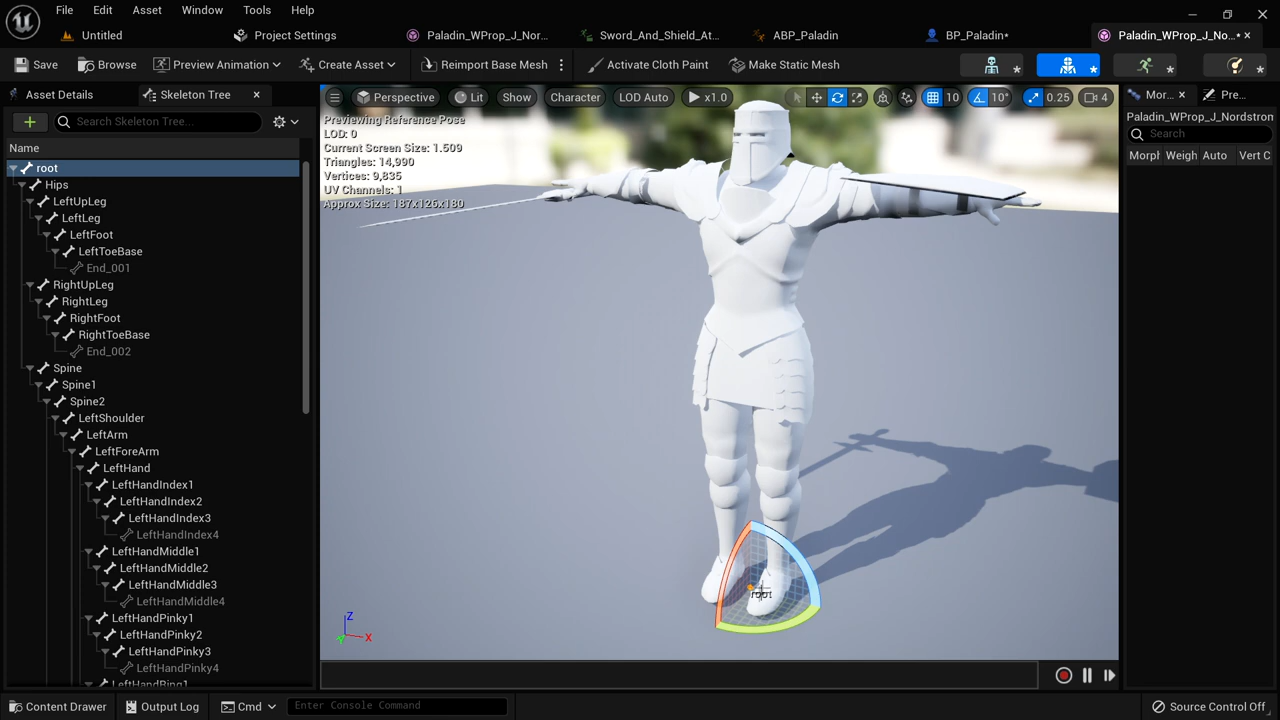 File Edit Asset Window Tools Help
Untitled Project Settings Paladin_WProp_J_Nor... Sword_And_Shield_At... ABP_Paladin BP_Paladin* Paladin_WProp_J_No...*
Save Browse Preview Animation Create Asset Reimport Base Mesh Activate Cloth Paint Make Static Mesh
Asset Details Skeleton Tree Perspective Lit Show Character LOD Auto x1.0 10 10° 0.25 4 Mor... Pre...
Search Skeleton Tree...
Name
root
Hips
LeftUpLeg
LeftLeg
LeftFoot
LeftToeBase
End_001
RightUpLeg
RightLeg
RightFoot
RightToeBase
End_002
Spine
Spine1
Spine2
LeftShoulder
LeftArm
LeftForeArm
LeftHand
LeftHandIndex1
LeftHandIndex2
LeftHandIndex3
LeftHandIndex4
LeftHandMiddle1
LeftHandMiddle2
LeftHandMiddle3
LeftHandMiddle4
LeftHandPinky1
LeftHandPinky2
LeftHandPinky3
LeftHandPinky4
LeftHandRing1
Previewing Reference Pose
LOD: 0
Current Screen Size: 1.509
Triangles: 14,990
Vertices: 9,835
UV Channels: 1
Approx Size: 187x126x180
root
Z
X
Y
Paladin_WProp_J_Nordstron
Search
Morpl Weigh Auto Vert C
Content Drawer Output Log Cmd Enter Console Command Source Control Off